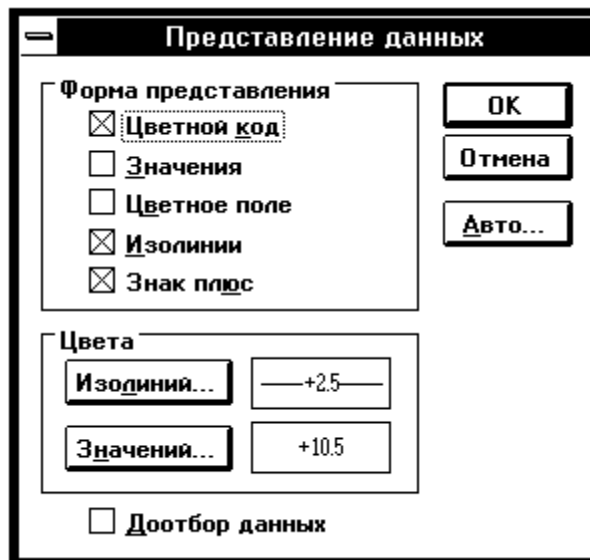 Представление данных
Форма представления
Цветной код
Значения
Цветное поле
Изолинии
Знак плюс
OK
Отмена
Авто...
Цвета
Изолиний...
+2.5
Значений...
+10.5
Доотбор данных